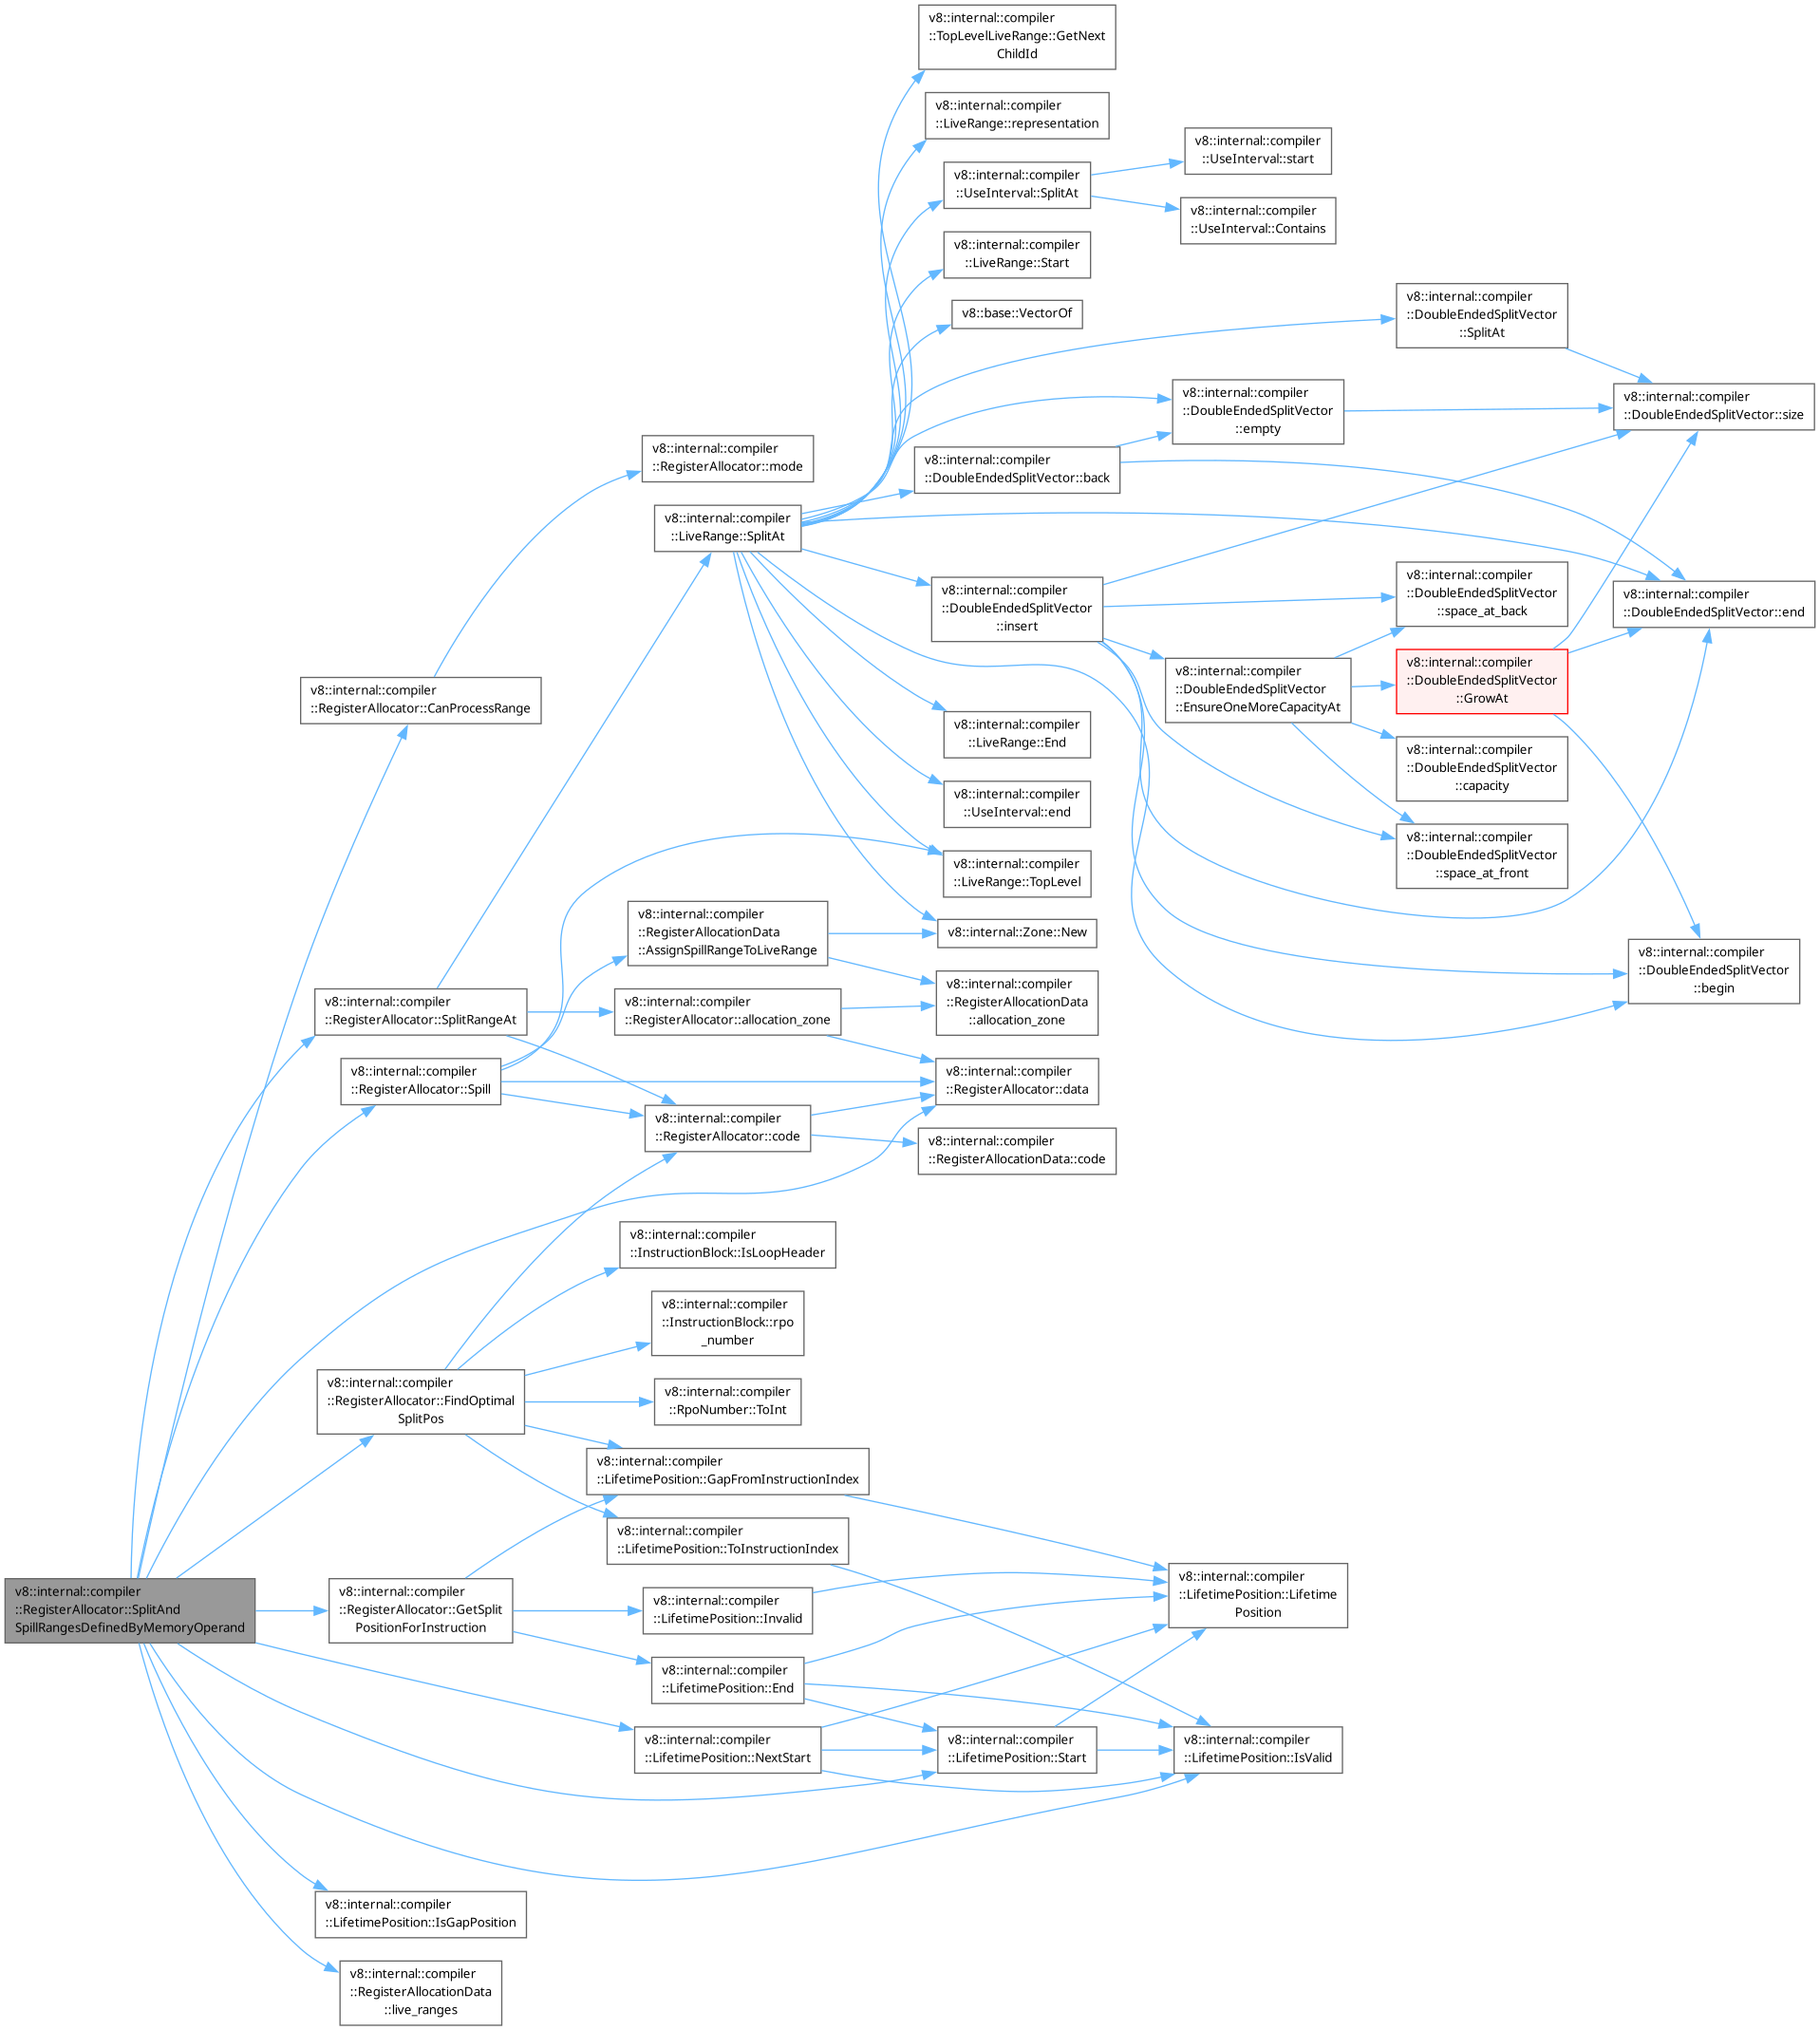 v8::internal::compiler
::TopLevelLiveRange::GetNext
ChildId
v8::internal::compiler
::LiveRange::representation
v8::internal::compiler
::UseInterval::start
v8::internal::compiler
::UseInterval::SplitAt
v8::internal::compiler
::UseInterval::Contains
v8::internal::compiler
::LiveRange::Start
v8::base::VectorOf
v8::internal::compiler
::DoubleEndedSplitVector
::SplitAt
v8::internal::compiler
::DoubleEndedSplitVector
::empty
v8::internal::compiler
::DoubleEndedSplitVector::size
v8::internal::compiler
::RegisterAllocator::mode
v8::internal::compiler
::DoubleEndedSplitVector::back
v8::internal::compiler
::LiveRange::SplitAt
v8::internal::compiler
::DoubleEndedSplitVector
::insert
v8::internal::compiler
::DoubleEndedSplitVector
::space_at_back
v8::internal::compiler
::DoubleEndedSplitVector::end
v8::internal::compiler
::DoubleEndedSplitVector
::EnsureOneMoreCapacityAt
v8::internal::compiler
::DoubleEndedSplitVector
::GrowAt
v8::internal::compiler
::RegisterAllocator::CanProcessRange
v8::internal::compiler
::LiveRange::End
v8::internal::compiler
::DoubleEndedSplitVector
::capacity
v8::internal::compiler
::UseInterval::end
v8::internal::compiler
::DoubleEndedSplitVector
::space_at_front
v8::internal::compiler
::LiveRange::TopLevel
v8::internal::compiler
::RegisterAllocationData
::AssignSpillRangeToLiveRange
v8::internal::Zone::New
v8::internal::compiler
::DoubleEndedSplitVector
::begin
v8::internal::compiler
::RegisterAllocator::SplitRangeAt
v8::internal::compiler
::RegisterAllocator::allocation_zone
v8::internal::compiler
::RegisterAllocationData
::allocation_zone
v8::internal::compiler
::RegisterAllocator::Spill
v8::internal::compiler
::RegisterAllocator::data
v8::internal::compiler
::RegisterAllocator::code
v8::internal::compiler
::RegisterAllocationData::code
v8::internal::compiler
::InstructionBlock::IsLoopHeader
v8::internal::compiler
::InstructionBlock::rpo
_number
v8::internal::compiler
::RegisterAllocator::FindOptimal
SplitPos
v8::internal::compiler
::RpoNumber::ToInt
v8::internal::compiler
::LifetimePosition::GapFromInstructionIndex
v8::internal::compiler
::LifetimePosition::ToInstructionIndex
v8::internal::compiler
::RegisterAllocator::SplitAnd
SpillRangesDefinedByMemoryOperand
v8::internal::compiler
::RegisterAllocator::GetSplit
PositionForInstruction
v8::internal::compiler
::LifetimePosition::Invalid
v8::internal::compiler
::LifetimePosition::Lifetime
Position
v8::internal::compiler
::LifetimePosition::End
v8::internal::compiler
::LifetimePosition::NextStart
v8::internal::compiler
::LifetimePosition::Start
v8::internal::compiler
::LifetimePosition::IsValid
v8::internal::compiler
::LifetimePosition::IsGapPosition
v8::internal::compiler
::RegisterAllocationData
::live_ranges